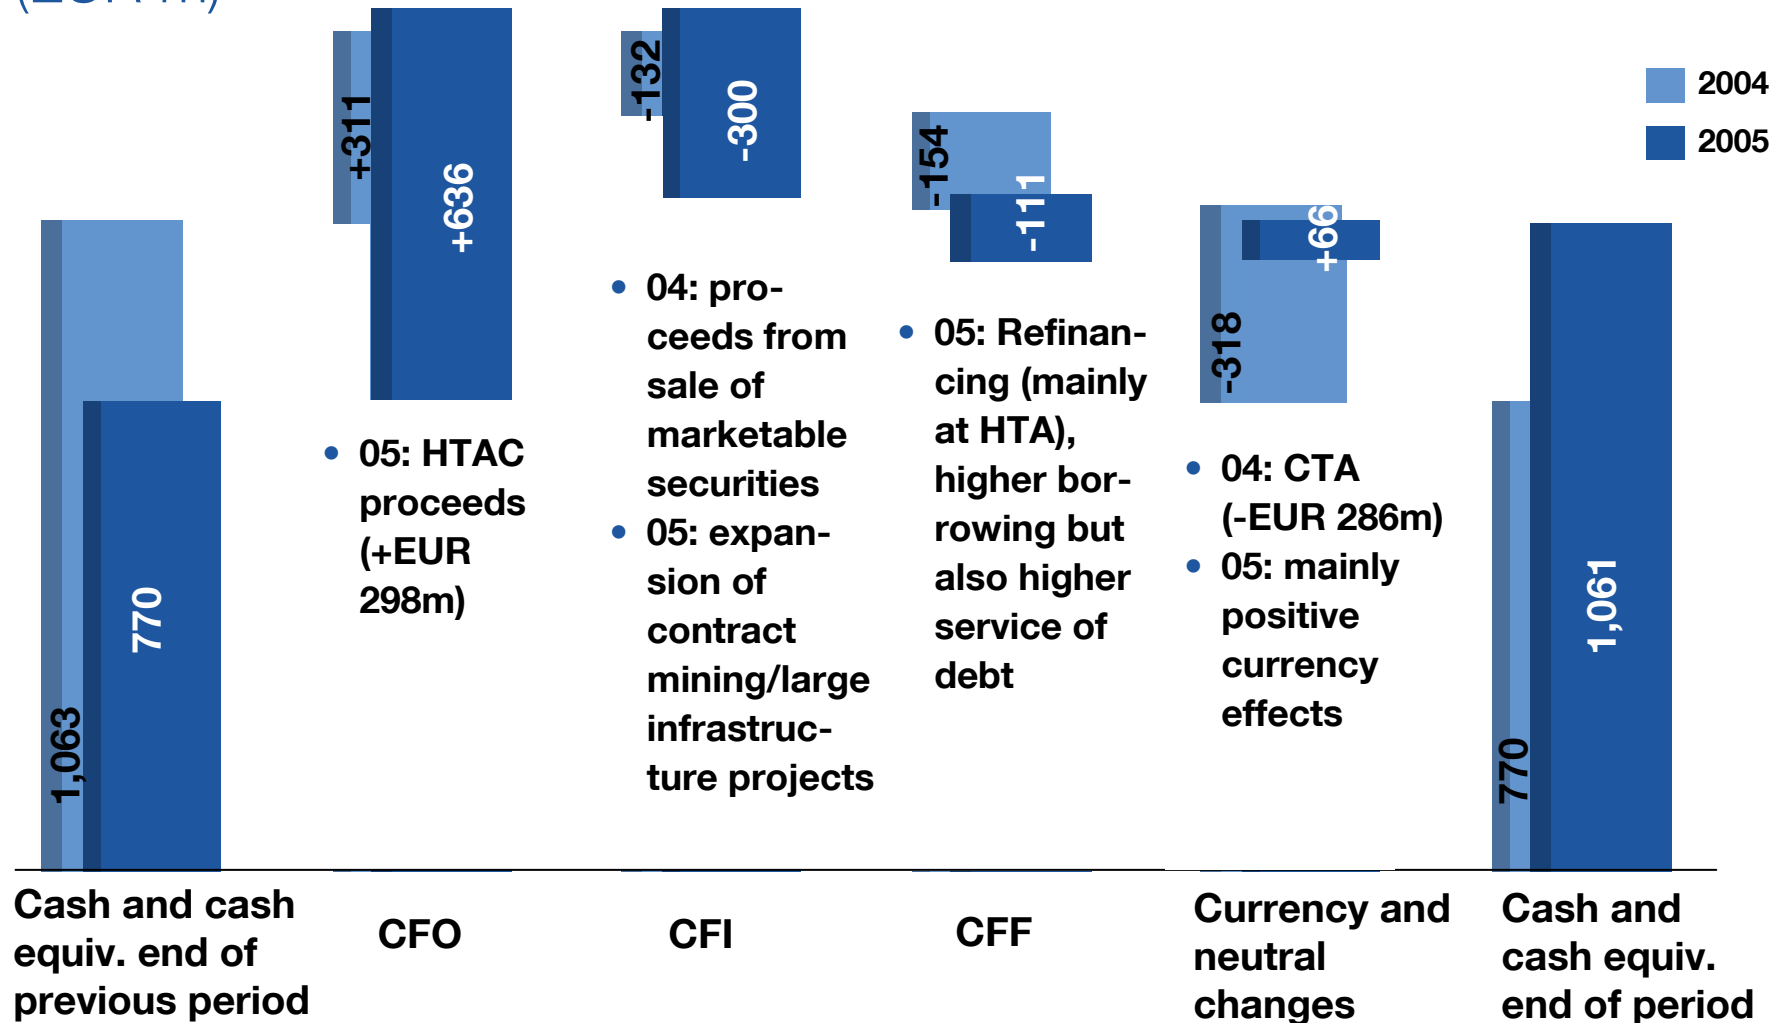 2004
2005
1,063
770
+311
+636
-132
-300
-154
-111
-318
+66
770
1,061
• 05: HTAC
proceeds
(+EUR
298m)
• 04: pro-
ceeds from
sale of
marketable
securities
• 05: expan-
sion of
contract
mining/large
infrastruc-
ture projects
• 05: Refinan-
cing (mainly
at HTA),
higher bor-
rowing but
also higher
service of
debt
• 04: CTA
(-EUR 286m)
• 05: mainly
positive
currency
effects
Cash and cash
equiv. end of
previous period
CFO
CFI
CFF
Currency and
neutral
changes
Cash and
cash equiv.
end of period